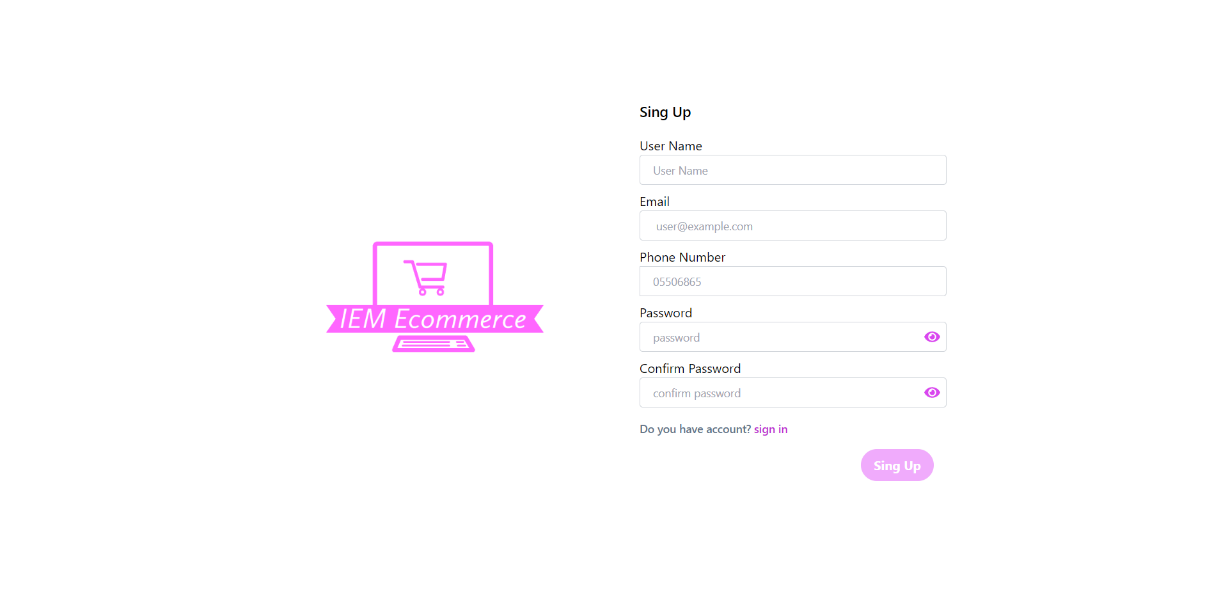 IEM Ecommerce
Sing Up
User Name
User Name
Email
user@example.com
Phone Number
05506865
Password
password
Confirm Password
confirm password
Do you have account? sign in
Sing Up